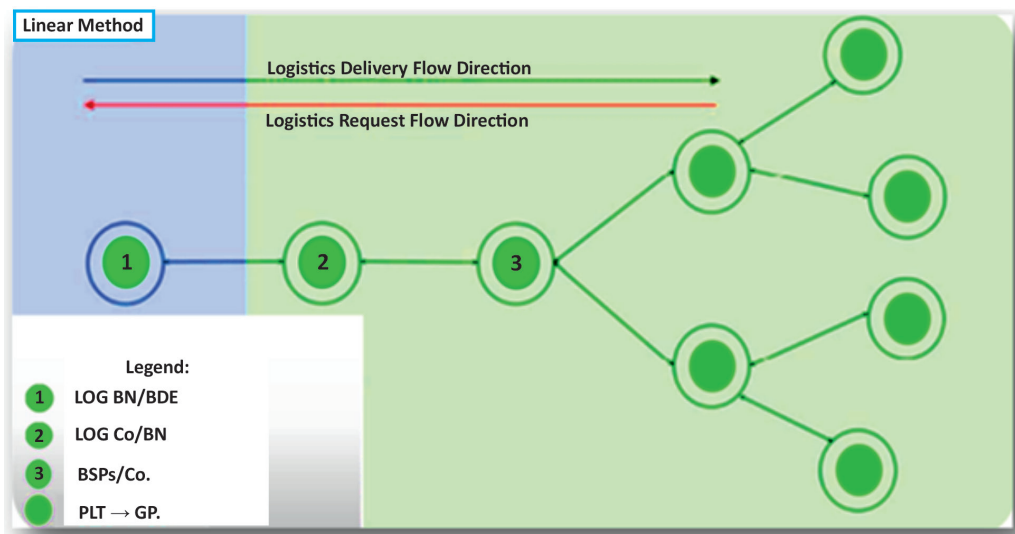 Linear Method
Logistics Delivery Flow Direction
Logistics Request Flow Direction
1
2
3
Legend:
1 LOG BN/BDE
2 LOG Co/BN
3 BSPs/Co.
PLT → GP.